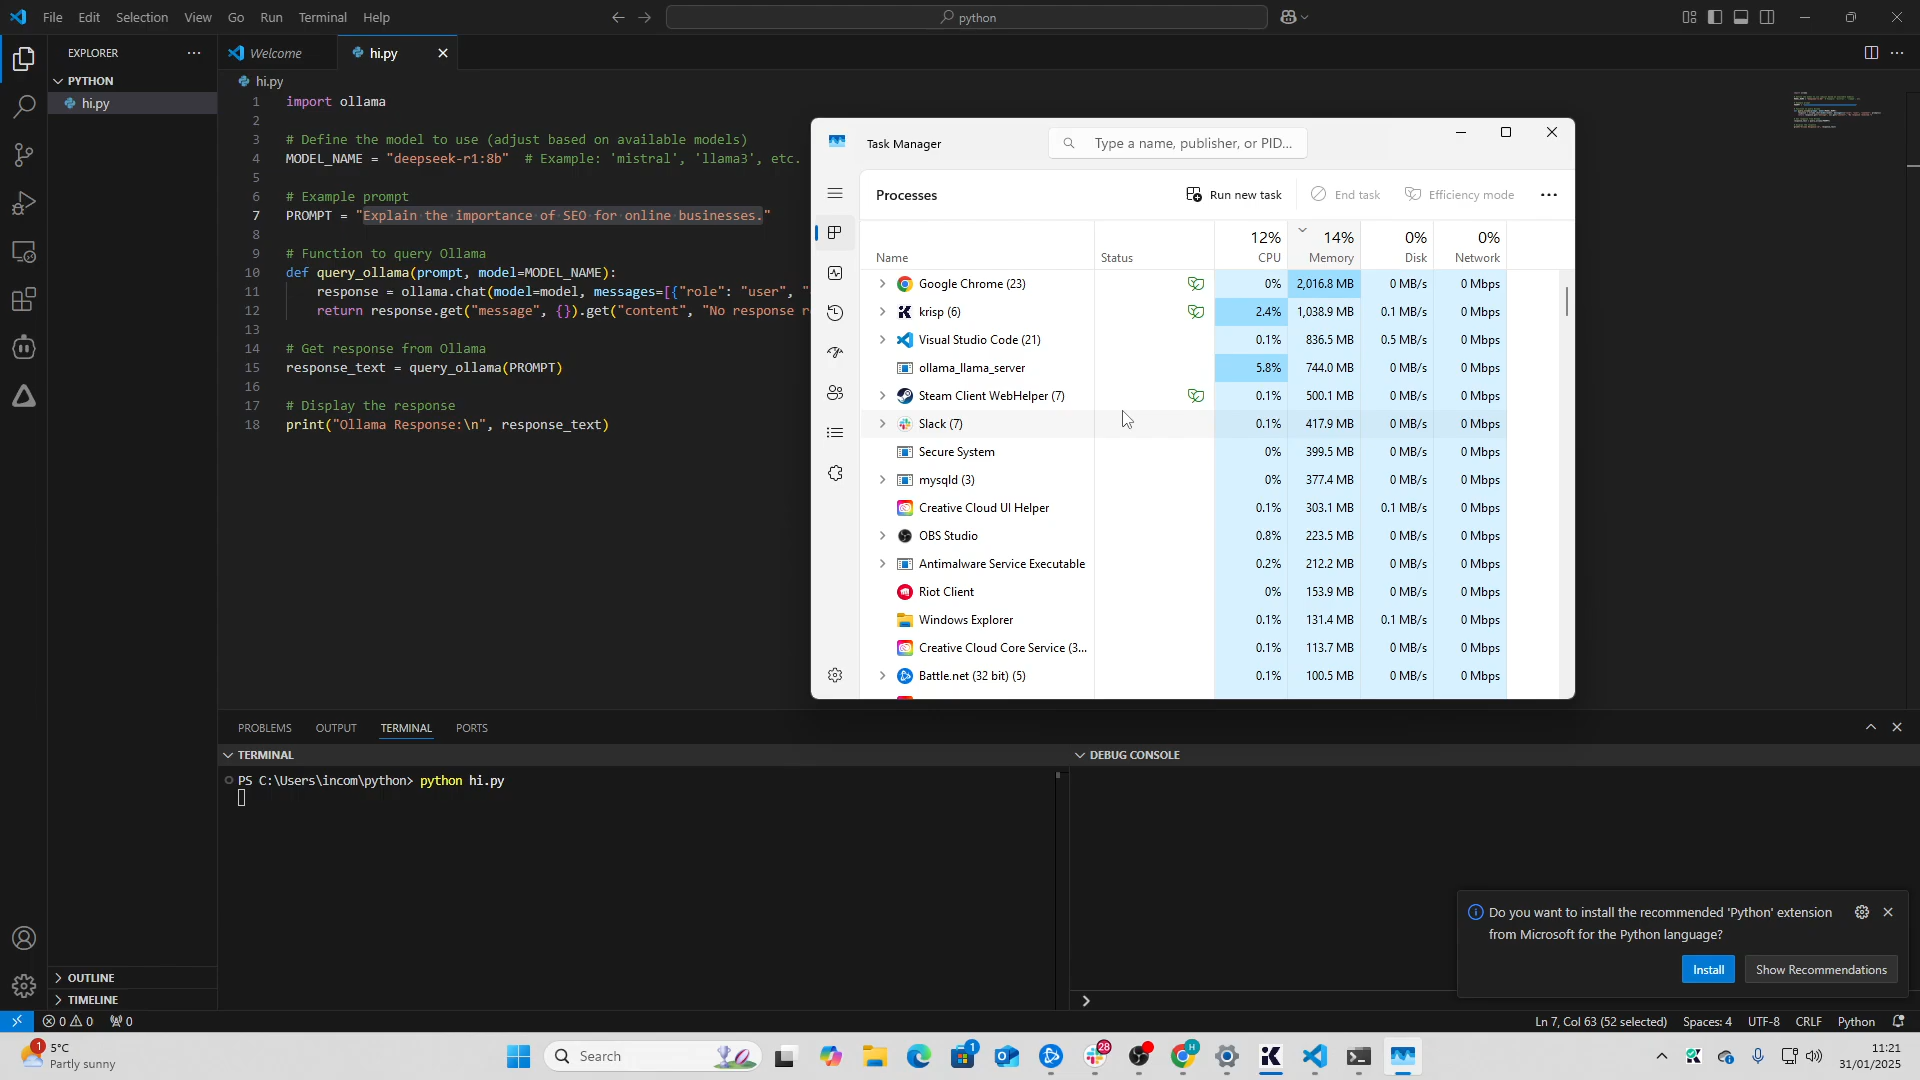 File Edit Selection View Go Run Terminal Help
python
EXPLORER
PYTHON
hi.py
OUTLINE
TIMELINE
Welcome
hi.py
hi.py
1 import ollama
2
3 # Define the model to use (adjust based on available models)
4 MODEL_NAME = "deepseek-r1:8b" # Example: 'mistral', 'llama3', etc.
5
6 # Example prompt
7 PROMPT = "Explain the importance of SEO for online businesses."
8
9 # Function to query Ollama
10 def query_ollama(prompt, model=MODEL_NAME):
11 response = ollama.chat(model=model, messages=[{"role": "user", "
12 return response.get("message", {}).get("content", "No response r
13
14 # Get response from Ollama
15 response_text = query_ollama(PROMPT)
16
17 # Display the response
18 print("Ollama Response:\n", response_text)
Task Manager
Type a name, publisher, or PID...
Processes Run new task End task Efficiency mode
12% 14% 0% 0%
Name Status CPU Memory Disk Network
Google Chrome (23) 0% 2,016.8 MB 0 MB/s 0 Mbps
krisp (6) 2.4% 1,038.9 MB 0.1 MB/s 0 Mbps
Visual Studio Code (21) 0.1% 836.5 MB 0.5 MB/s 0 Mbps
ollama_llama_server 5.8% 744.0 MB 0 MB/s 0 Mbps
Steam Client WebHelper (7) 0.1% 500.1 MB 0 MB/s 0 Mbps
Slack (7) 0.1% 417.9 MB 0 MB/s 0 Mbps
Secure System 0% 399.5 MB 0 MB/s 0 Mbps
mysqld (3) 0% 377.4 MB 0 MB/s 0 Mbps
Creative Cloud UI Helper 0.1% 303.1 MB 0.1 MB/s 0 Mbps
OBS Studio 0.8% 223.5 MB 0 MB/s 0 Mbps
Antimalware Service Executable 0.2% 212.2 MB 0 MB/s 0 Mbps
Riot Client 0% 153.9 MB 0 MB/s 0 Mbps
Windows Explorer 0.1% 131.4 MB 0.1 MB/s 0 Mbps
Creative Cloud Core Service (3... 0.1% 113.7 MB 0 MB/s 0 Mbps
Battle.net (32 bit) (5) 0.1% 100.5 MB 0 MB/s 0 Mbps
PROBLEMS OUTPUT TERMINAL PORTS
TERMINAL
PS C:\Users\incom\python> python hi.py
DEBUG CONSOLE
Do you want to install the recommended 'Python' extension
from Microsoft for the Python language?
Install Show Recommendations
0 0 0
Ln 7, Col 63 (52 selected) Spaces: 4 UTF-8 CRLF Python
1
5°C
Partly sunny
Search
1
28
H
11:21
31/01/2025